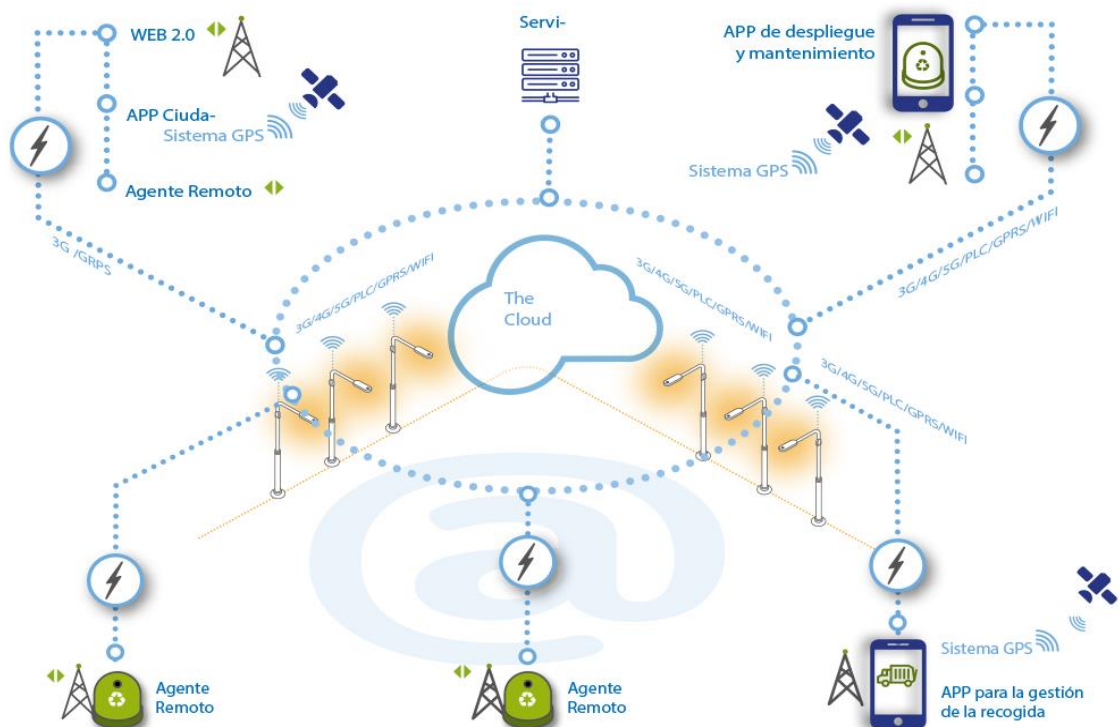 WEB 2.0
APP Ciuda-
Sistema GPS
Agente Remoto
3G /GRPS
Servi-
APP de despliegue
y mantenimiento
Sistema GPS
3G/4G/5G/PLC/GPRS/WIFI
3G/4G/5G/PLC/GPRS/WIFI
The
Cloud
3G/4G/5G/PLC/GPRS/WIFI
3G/4G/5G/PLC/GPRS/WIFI
@
Agente
Remoto
Agente
Remoto
Sistema GPS
APP para la gestión
de la recogida